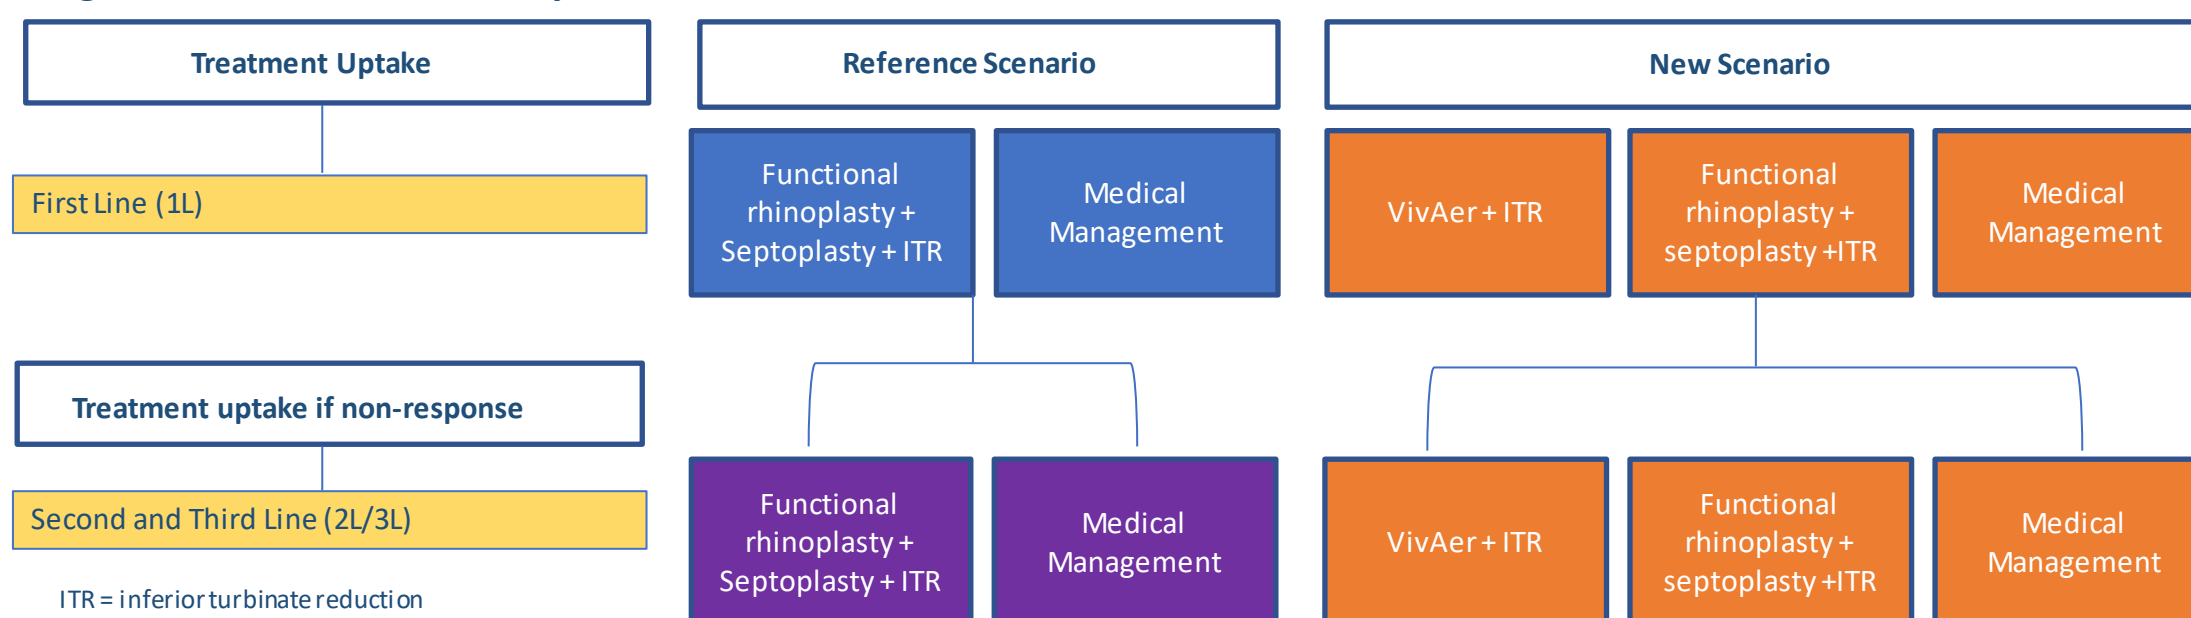 Treatment Uptake
Reference Scenario
New Scenario
First Line (1L)
Functional
rhinoplasty +
Septoplasty + ITR
Medical
Management
VivAer + ITR
Functional
rhinoplasty +
septoplasty +ITR
Medical
Management
Treatment uptake if non-response
Second and Third Line (2L/3L)
Functional
rhinoplasty +
Septoplasty + ITR
Medical
Management
VivAer + ITR
Functional
rhinoplasty +
septoplasty +ITR
Medical
Management
ITR = inferior turbinate reduction